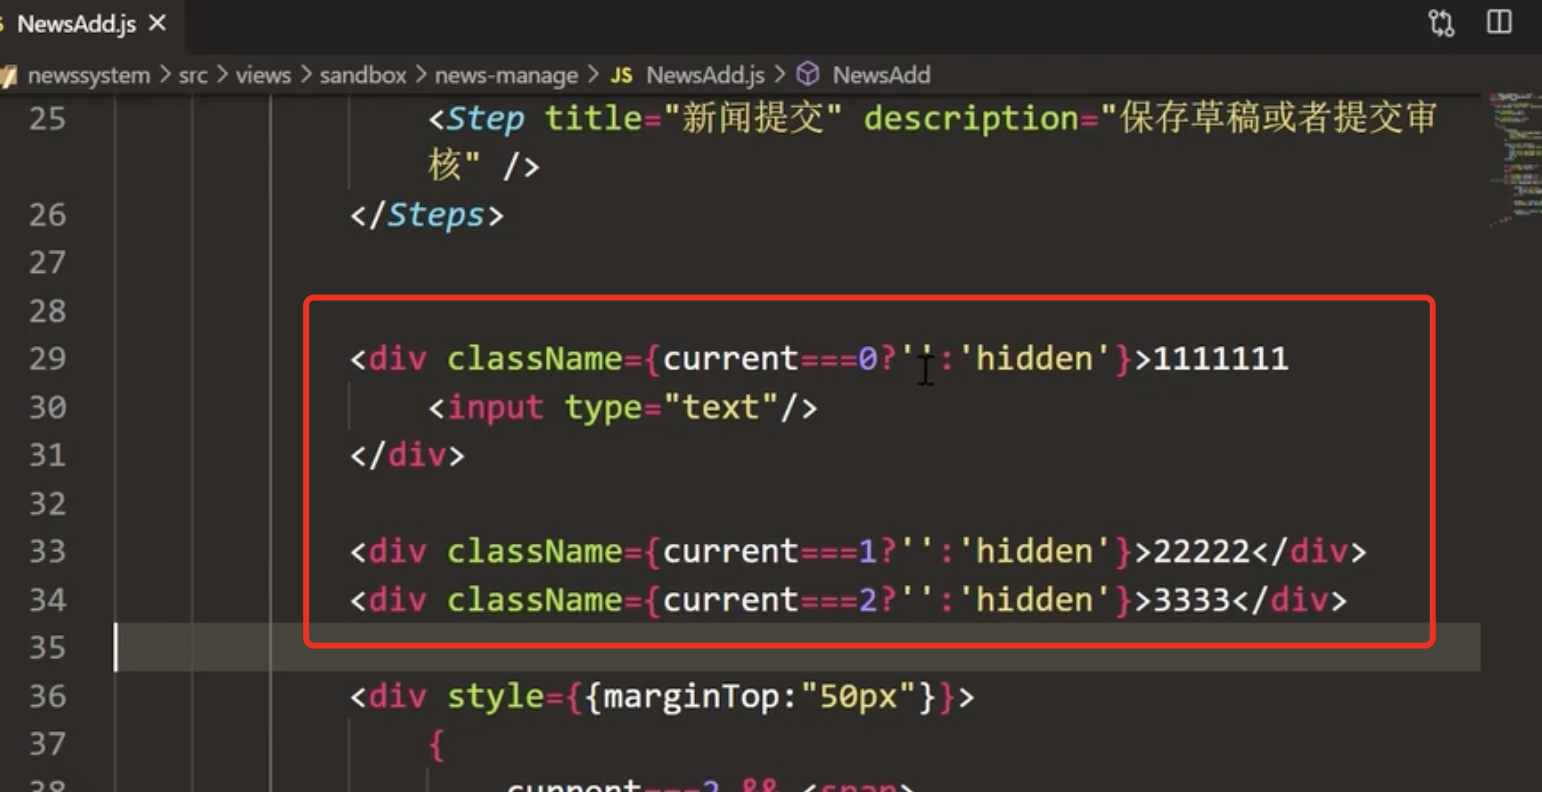 NewsAdd.js
newssystem > src > views > sandbox > news-manage > JS NewsAdd.js > NewsAdd
25 <Step title="新闻提交" description="保存草稿或者提交审
核" />
26 </Steps>
27
28
29 <div className={current===0?'':'hidden'}>1111111
30 <input type="text"/>
31 </div>
32
33 <div className={current===1?'':'hidden'}>22222</div>
34 <div className={current===2?'':'hidden'}>3333</div>
35
36 <div style={{marginTop:"50px"}}>
37 {
38 current===2 && <span>